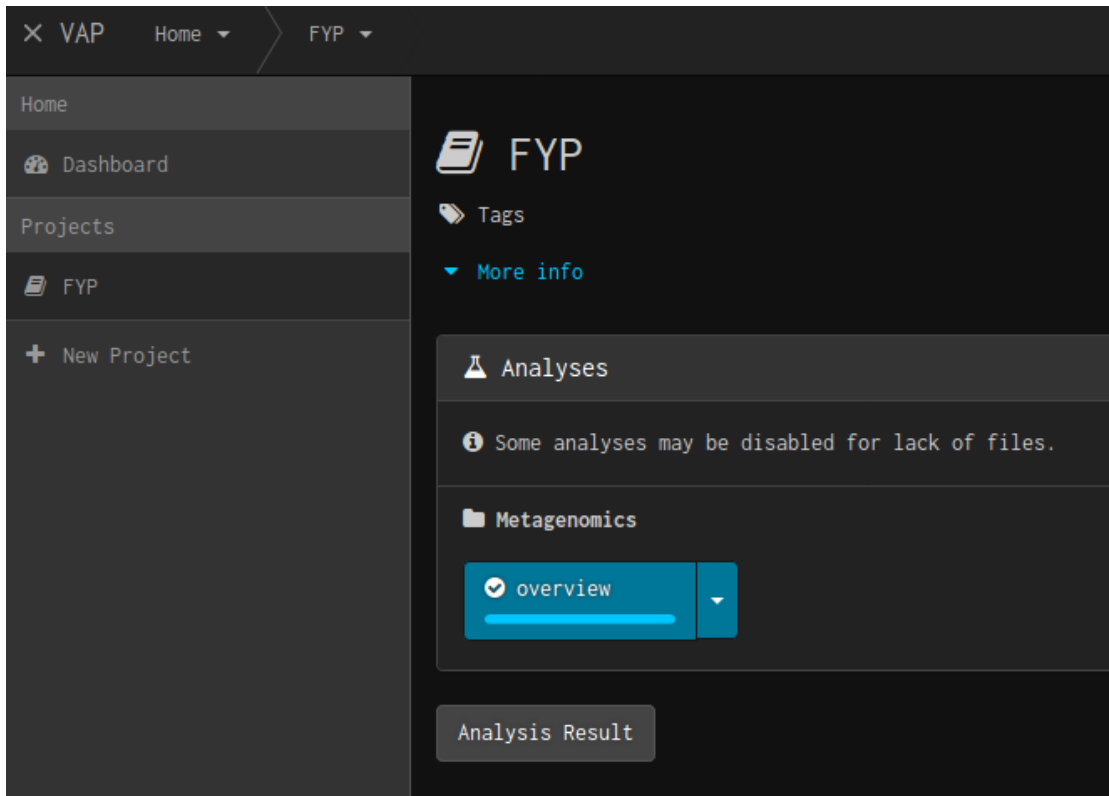 VAP Home FYP
Home
Dashboard
Projects
FYP
New Project
FYP
Tags
More info
Analyses
Some analyses may be disabled for lack of files.
Metagenomics
overview
Analysis Result